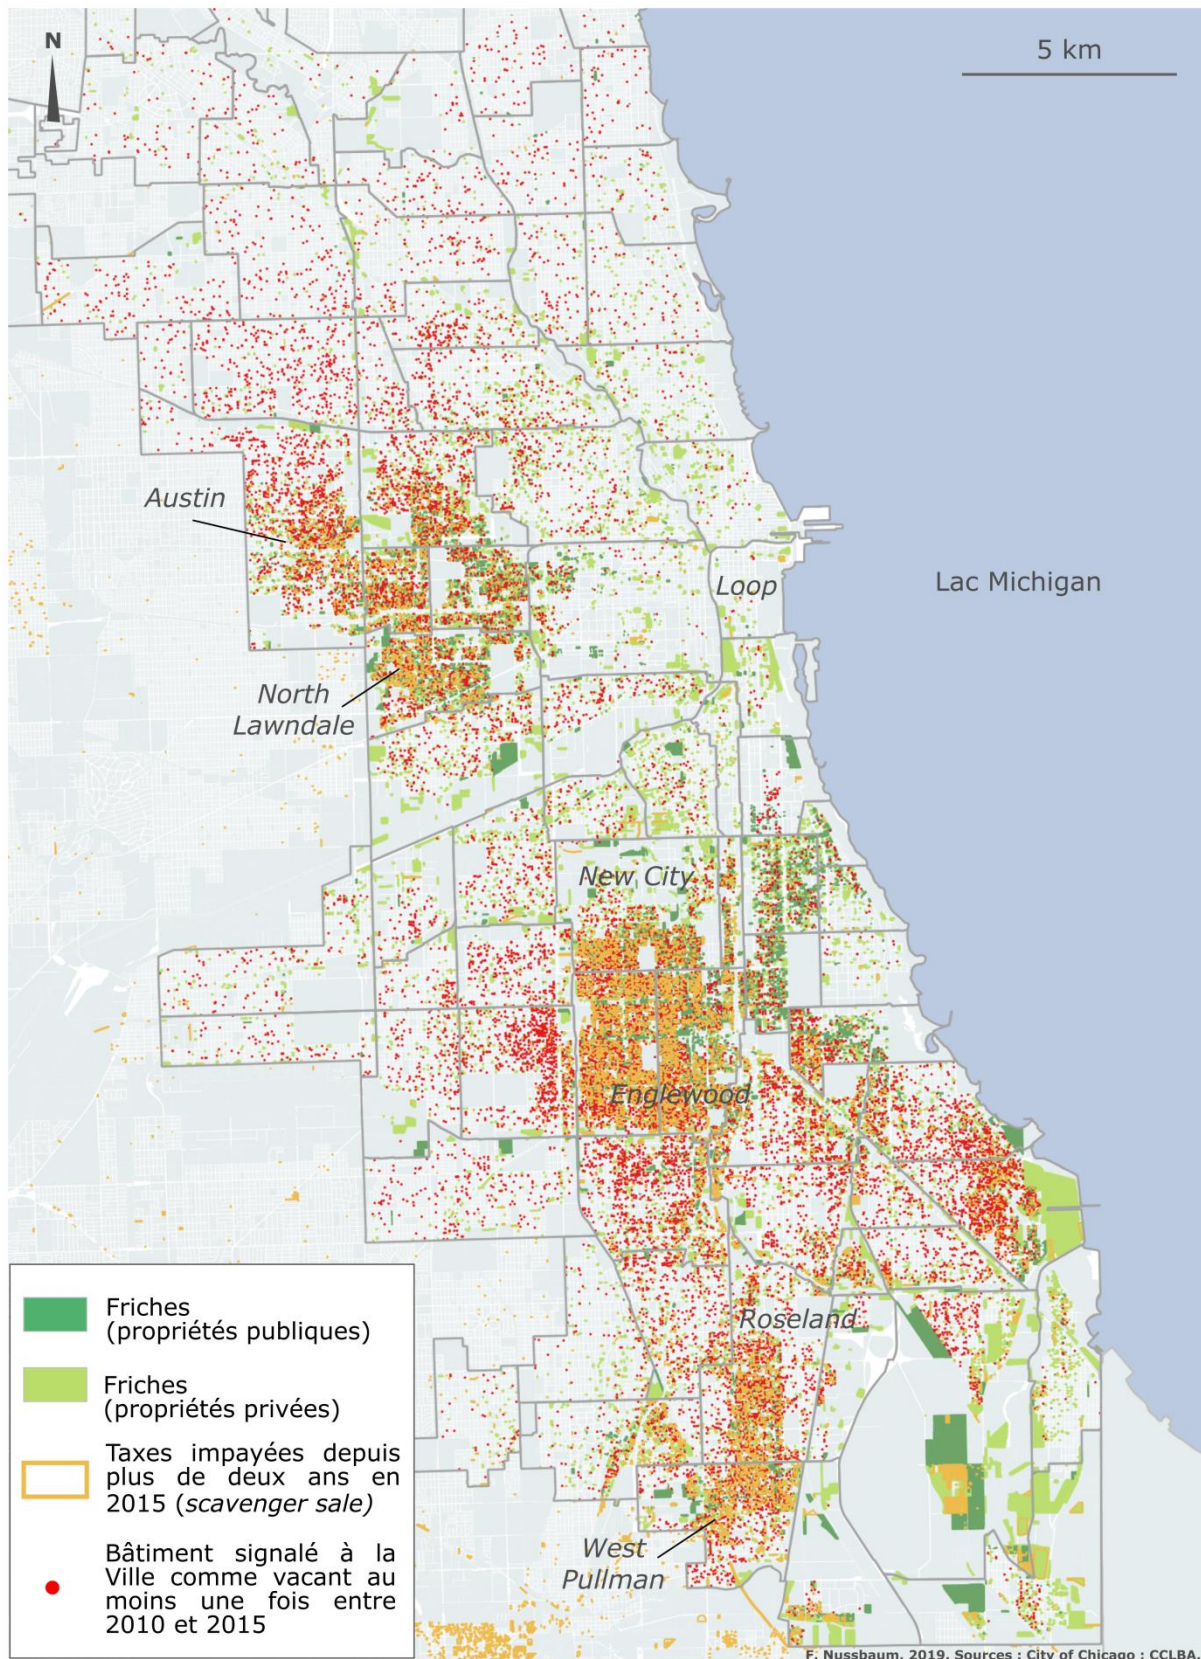 N
5 km
Austin
Loop
Lac Michigan
North
Lawndale
New City
Englewood
Roseland
West
Pullman
F
Friches
(propriétés publiques)
Friches
(propriétés privées)
Taxes impayées depuis
plus de deux ans en
2015 (scavenger sale)
Bâtiment signalé à la
Ville comme vacant au
moins une fois entre
2010 et 2015
F. Nussbaum, 2019. Sources : City of Chicago ; CCLBA.